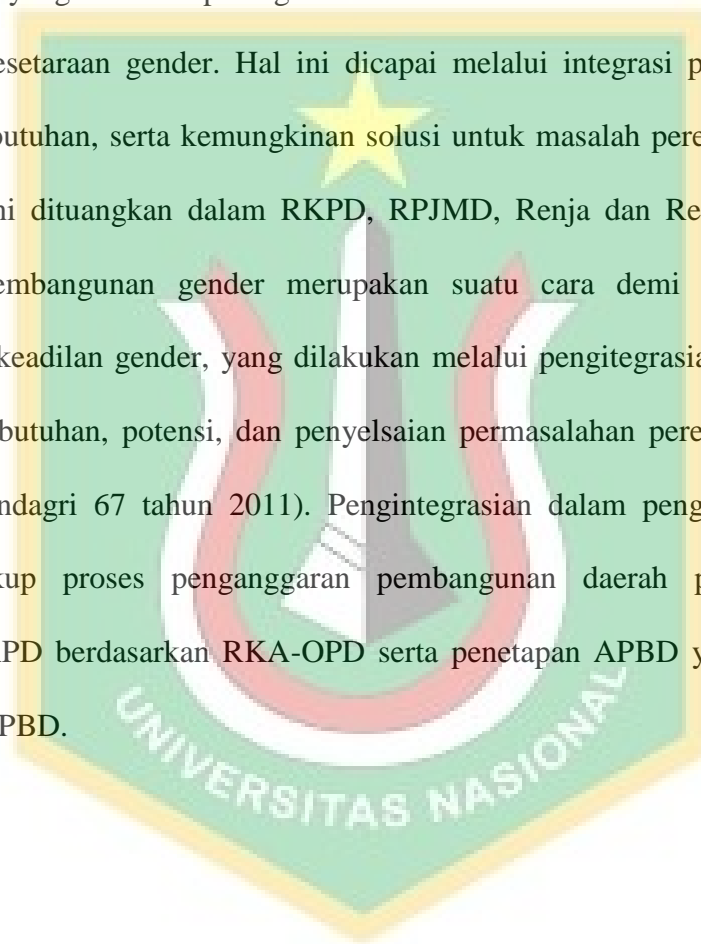 esetaraan gender. Hal ini dicapai melalui integrasi p
butuhan, serta kemungkinan solusi untuk masalah pere
ni dituangkan dalam RKPD, RPJMD, Renja dan Re
embangunan gender merupakan suatu cara demi
keadilan gender, yang dilakukan melalui pengitegrasia
butuhan, potensi, dan penyelsaian permasalahan pere
ndagri 67 tahun 2011). Pengintegrasian dalam peng
kup proses penganggaran pembangunan daerah p
APD berdasarkan RKA-OPD serta penetapan APBD y
PBD.
UNIVERSITAS NASIONAL